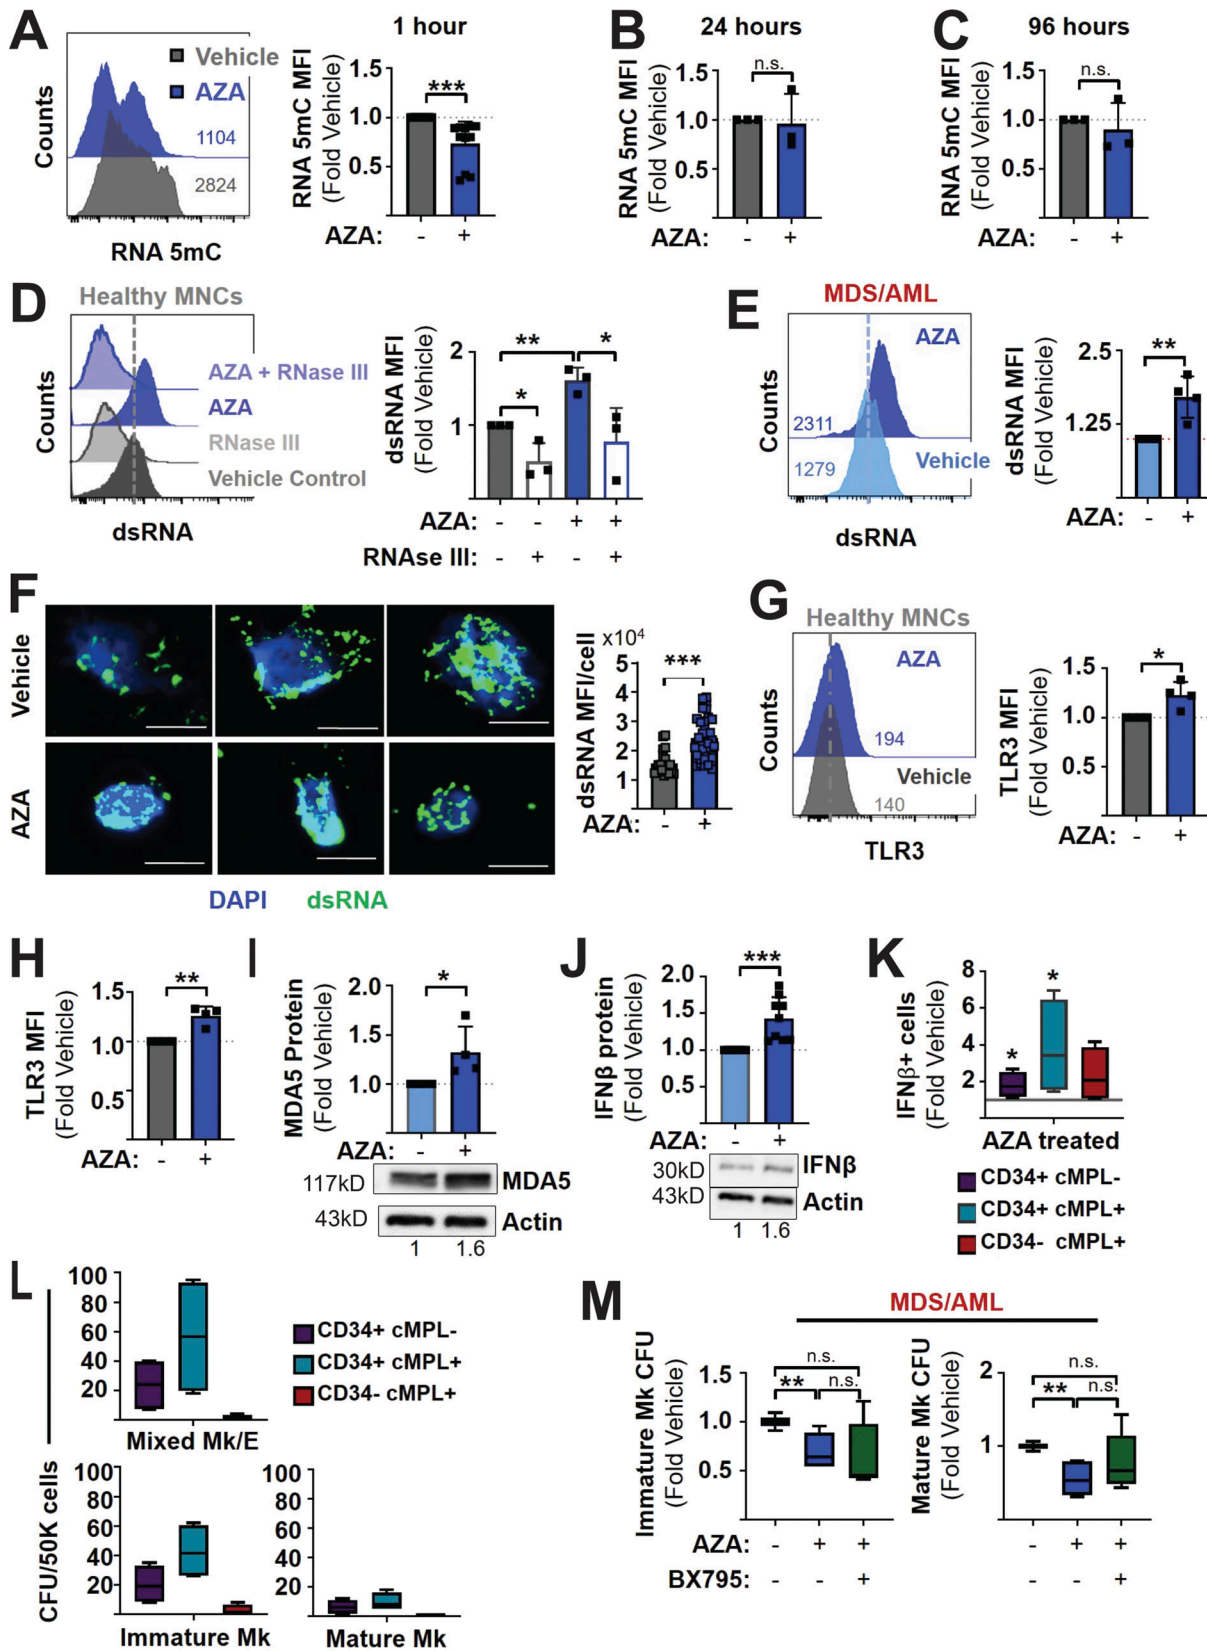 A
Vehicle
AZA
1104
2824
Counts
RNA 5mC
1 hour
RNA 5mC MFI
(Fold Vehicle)
1.5
1.0
0.5
***
AZA: - +
B
24 hours
RNA 5mC MFI
(Fold Vehicle)
1.5
1.0
0.5
n.s.
AZA: - +
C
96 hours
RNA 5mC MFI
(Fold Vehicle)
1.5
1.0
0.5
n.s.
AZA: - +
D
Healthy MNCs
AZA + RNase III
AZA
RNase III
Vehicle Control
Counts
dsRNA
dsRNA MFI
(Fold Vehicle)
2
1
** *
*
AZA: - - + +
RNAse III: - + - +
E
MDS/AML
AZA
2311
Vehicle
1279
Counts
dsRNA
dsRNA MFI
(Fold Vehicle)
2.5
1.25
**
AZA: - +
F
Vehicle
AZA
DAPI dsRNA
x10⁴
dsRNA MFI/cell
5
4
3
2
1
***
AZA: - +
G
Healthy MNCs
AZA
194
Vehicle
140
Counts
TLR3
TLR3 MFI
(Fold Vehicle)
1.5
1.0
0.5
*
AZA: - +
H
TLR3 MFI
(Fold Vehicle)
1.5
1.0
0.5
**
AZA: - +
I
MDA5 Protein
(Fold Vehicle)
2.0
1.5
1.0
*
AZA: - +
117kD MDA5
43kD Actin
1 1.6
J
IFNβ protein
(Fold Vehicle)
2.0
1.5
1.0
0.5
***
AZA: - +
30kD IFNβ
43kD Actin
1 1.6
K
IFNβ+ cells
(Fold Vehicle)
8
6
4
2
* *
AZA treated
CD34+ cMPL-
CD34+ cMPL+
CD34- cMPL+
L
CFU/50K cells
100
80
60
40
20
Mixed Mk/E
CD34+ cMPL-
CD34+ cMPL+
CD34- cMPL+
100
80
60
40
20
Immature Mk
100
80
60
40
20
Mature Mk
M
MDS/AML
Immature Mk CFU
(Fold Vehicle)
1.5
1.0
0.5
n.s.
** n.s.
AZA: - + +
BX795: - - +
Mature Mk CFU
(Fold Vehicle)
2
1
n.s.
** n.s.
- + +
- - +